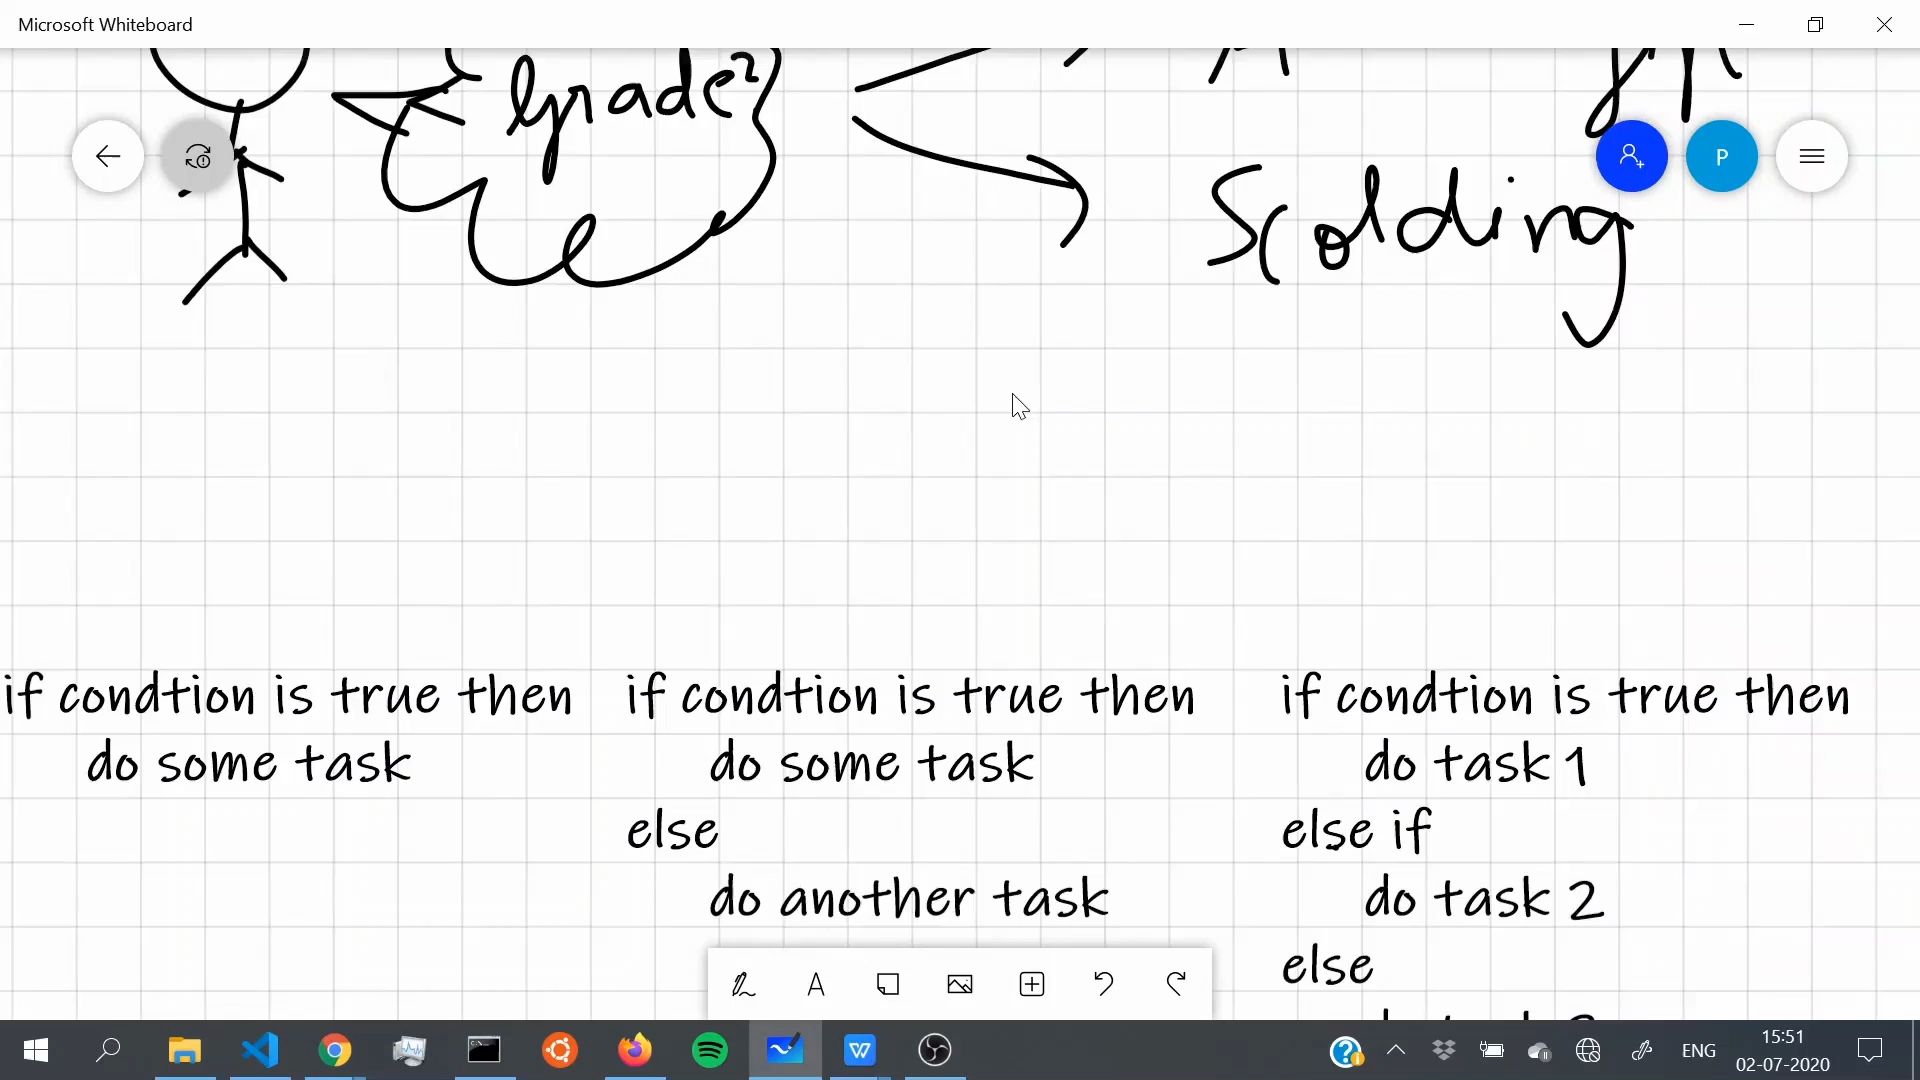 Microsoft Whiteboard
Grade?
A
Scolding
P
if condtion is true then
do some task
if condtion is true then
do some task
else
do another task
if condtion is true then
do task 1
else if
do task 2
else
ENG
15:51
02-07-2020